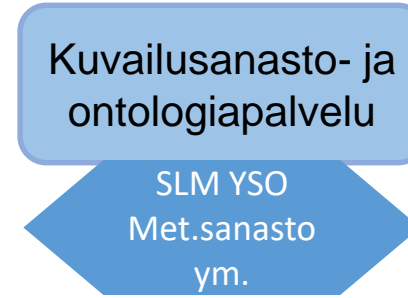 Kuvailusanasto- ja
ontologiapalvelu
SLM YSO
Met.sanasto
ym.